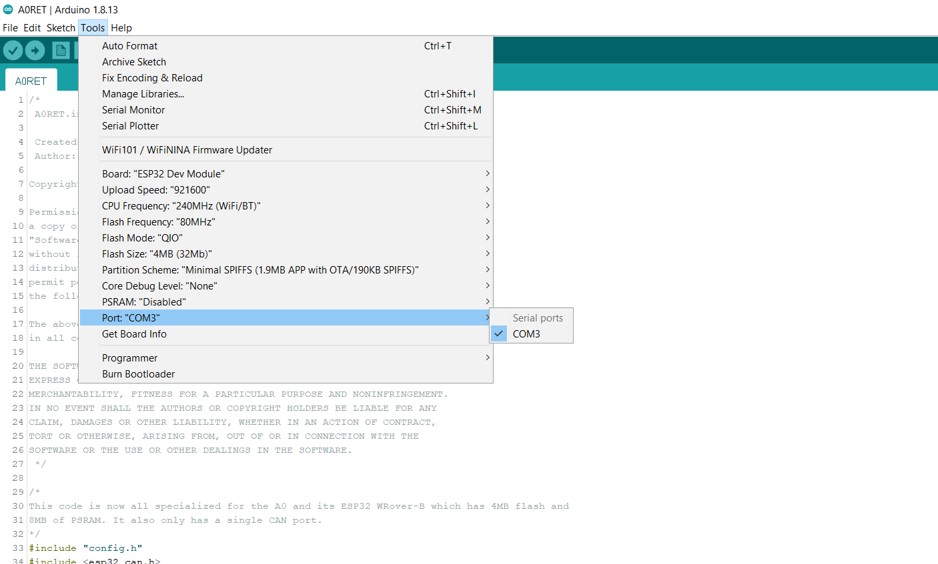 A0RET | Arduino 1.8.13
File Edit Sketch Tools Help
A0RET
Auto Format Ctrl+T
Archive Sketch
Fix Encoding & Reload
Manage Libraries... Ctrl+Shift+I
Serial Monitor Ctrl+Shift+M
Serial Plotter Ctrl+Shift+L
WiFi101 / WiFiNINA Firmware Updater
Board: "ESP32 Dev Module"
Upload Speed: "921600"
CPU Frequency: "240MHz (WiFi/BT)"
Flash Frequency: "80MHz"
Flash Mode: "QIO"
Flash Size: "4MB (32Mb)"
Partition Scheme: "Minimal SPIFFS (1.9MB APP with OTA/190KB SPIFFS)"
Core Debug Level: "None"
PSRAM: "Disabled"
Port: "COM3"
Get Board Info
Programmer
Burn Bootloader
Serial ports
COM3
1 /*
2 A0RET.i
3
4 Created
5 Author:
6
7 Copyrigh
8
9 Permissi
10 a copy o
11 "Softwar
12 without
13 distribu
14 permit p
15 the foll
16
17 The abov
18 in all c
19
20 THE SOFT
21 EXPRESS
22 MERCHANTABILITY, FITNESS FOR A PARTICULAR PURPOSE AND NONINFRINGEMENT.
23 IN NO EVENT SHALL THE AUTHORS OR COPYRIGHT HOLDERS BE LIABLE FOR ANY
24 CLAIM, DAMAGES OR OTHER LIABILITY, WHETHER IN AN ACTION OF CONTRACT,
25 TORT OR OTHERWISE, ARISING FROM, OUT OF OR IN CONNECTION WITH THE
26 SOFTWARE OR THE USE OR OTHER DEALINGS IN THE SOFTWARE.
27 */
28
29 /*
30 This code is now all specialized for the A0 and its ESP32 WRover-B which has 4MB flash and
31 8MB of PSRAM. It also only has a single CAN port.
32 */
33 #include "config.h"
34 #include <esp32_can.h>